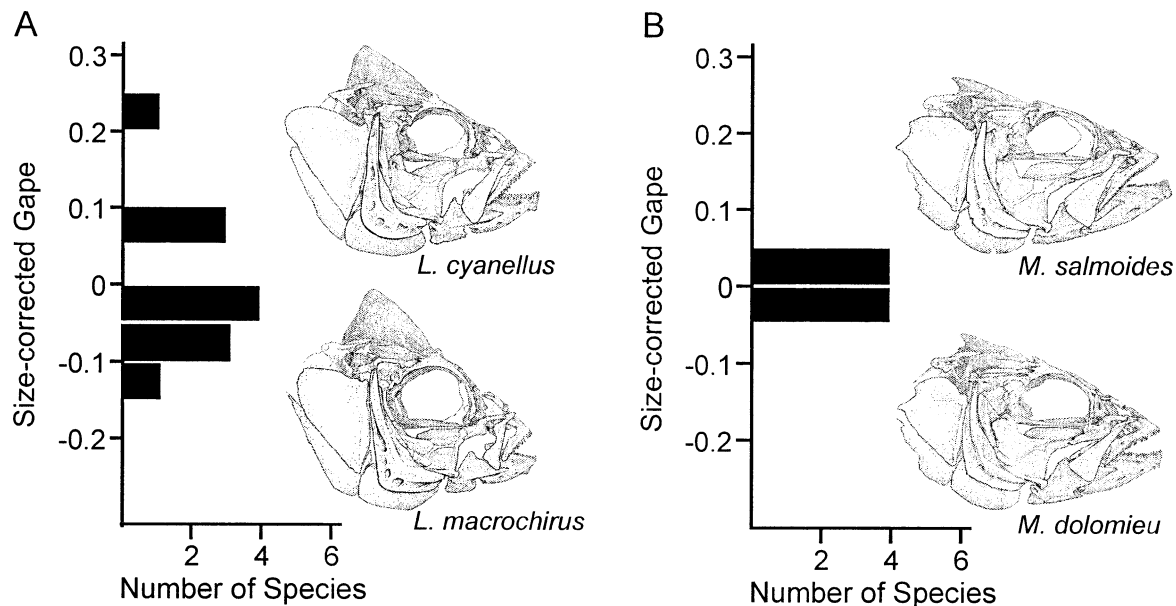 A
Size-corrected Gape
0.3
0.2
0.1
0
-0.1
-0.2
2 4 6
Number of Species
L. cyanellus
L. macrochirus
B
Size-corrected Gape
0.3
0.2
0.1
0
-0.1
-0.2
2 4 6
Number of Species
M. salmoides
M. dolomieu